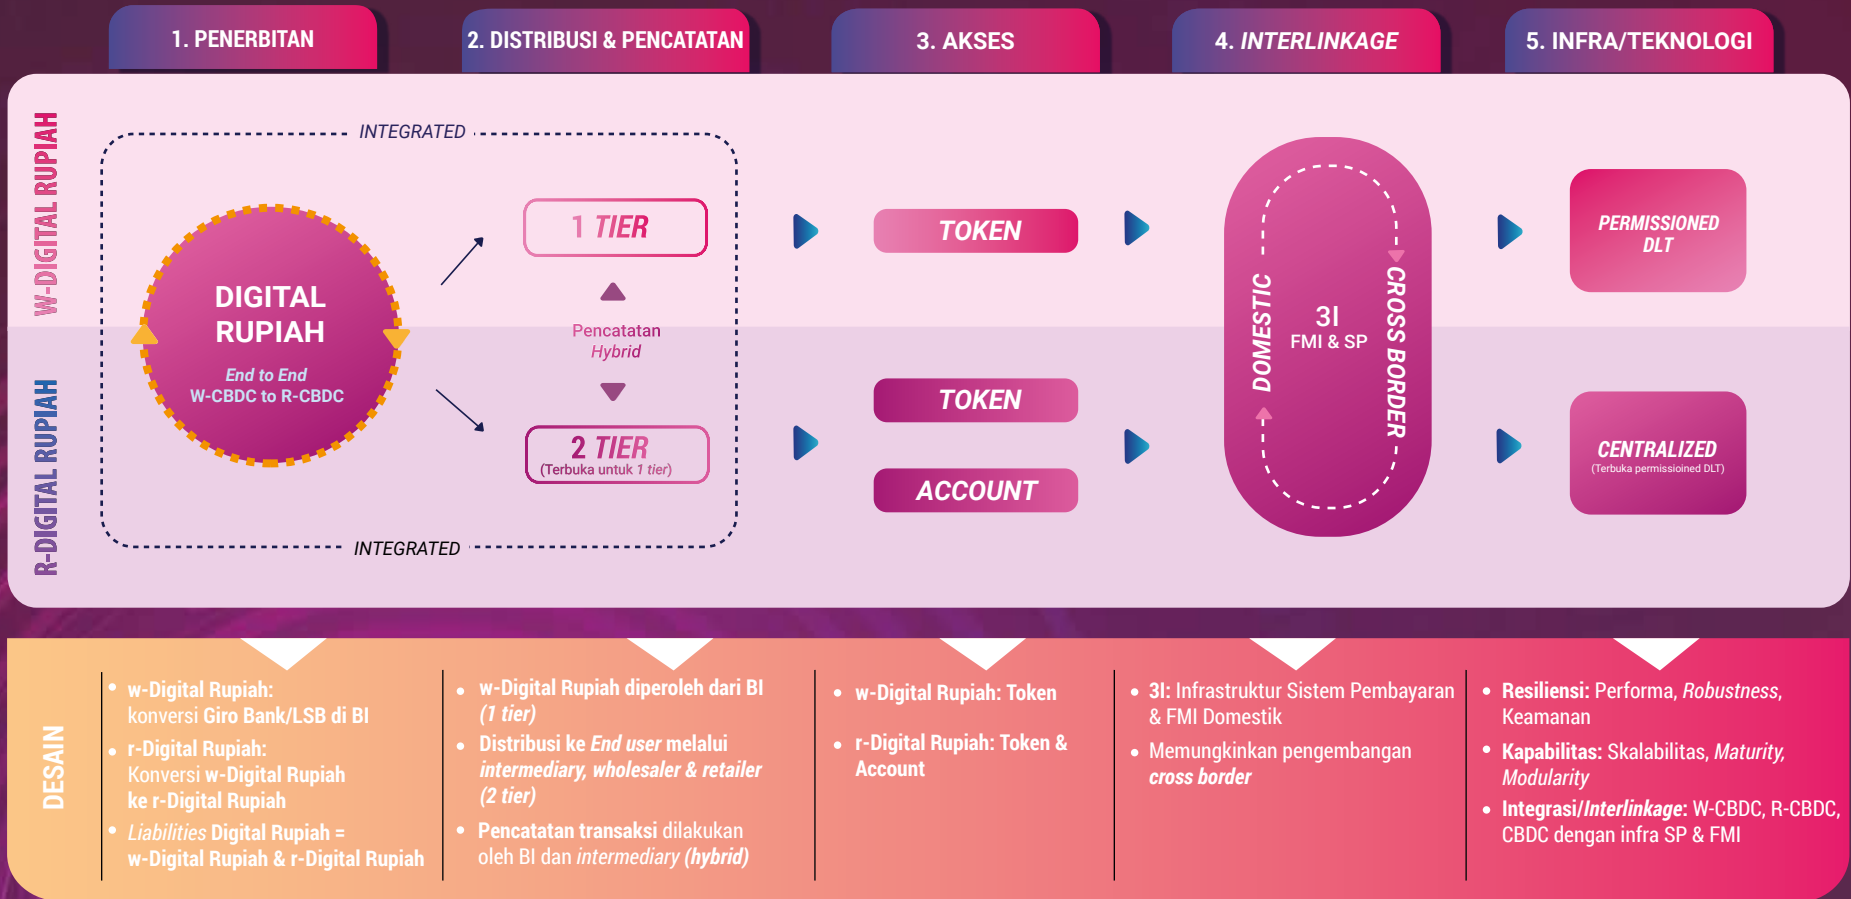 1. PENERBITAN
2. DISTRIBUSI & PENCATATAN
3. AKSES
4. INTERLINKAGE
5. INFRA/TEKNOLOGI
W-DIGITAL RUPIAH
R-DIGITAL RUPIAH
INTEGRATED
DIGITAL
RUPIAH
End to End
W-CBDC to R-CBDC
1 TIER
Pencatatan
Hybrid
2 TIER
(Terbuka untuk 1 tier)
INTEGRATED
TOKEN
TOKEN
ACCOUNT
DOMESTIC
3I
FMI & SP
CROSS BORDER
PERMISSIONED
DLT
CENTRALIZED
(Terbuka permissioined DLT)
DESAIN
• w-Digital Rupiah:
konversi Giro Bank/LSB di BI
• r-Digital Rupiah:
Konversi w-Digital Rupiah
ke r-Digital Rupiah
• Liabilities Digital Rupiah =
w-Digital Rupiah & r-Digital Rupiah
• w-Digital Rupiah diperoleh dari BI
(1 tier)
• Distribusi ke End user melalui
intermediary, wholesaler & retailer
(2 tier)
• Pencatatan transaksi dilakukan
oleh BI dan intermediary (hybrid)
• w-Digital Rupiah: Token
• r-Digital Rupiah: Token &
Account
• 3I: Infrastruktur Sistem Pembayaran
& FMI Domestik
• Memungkinkan pengembangan
cross border
• Resiliensi: Performa, Robustness,
Keamanan
• Kapabilitas: Skalabilitas, Maturity,
Modularity
• Integrasi/Interlinkage: W-CBDC, R-CBDC,
CBDC dengan infra SP & FMI